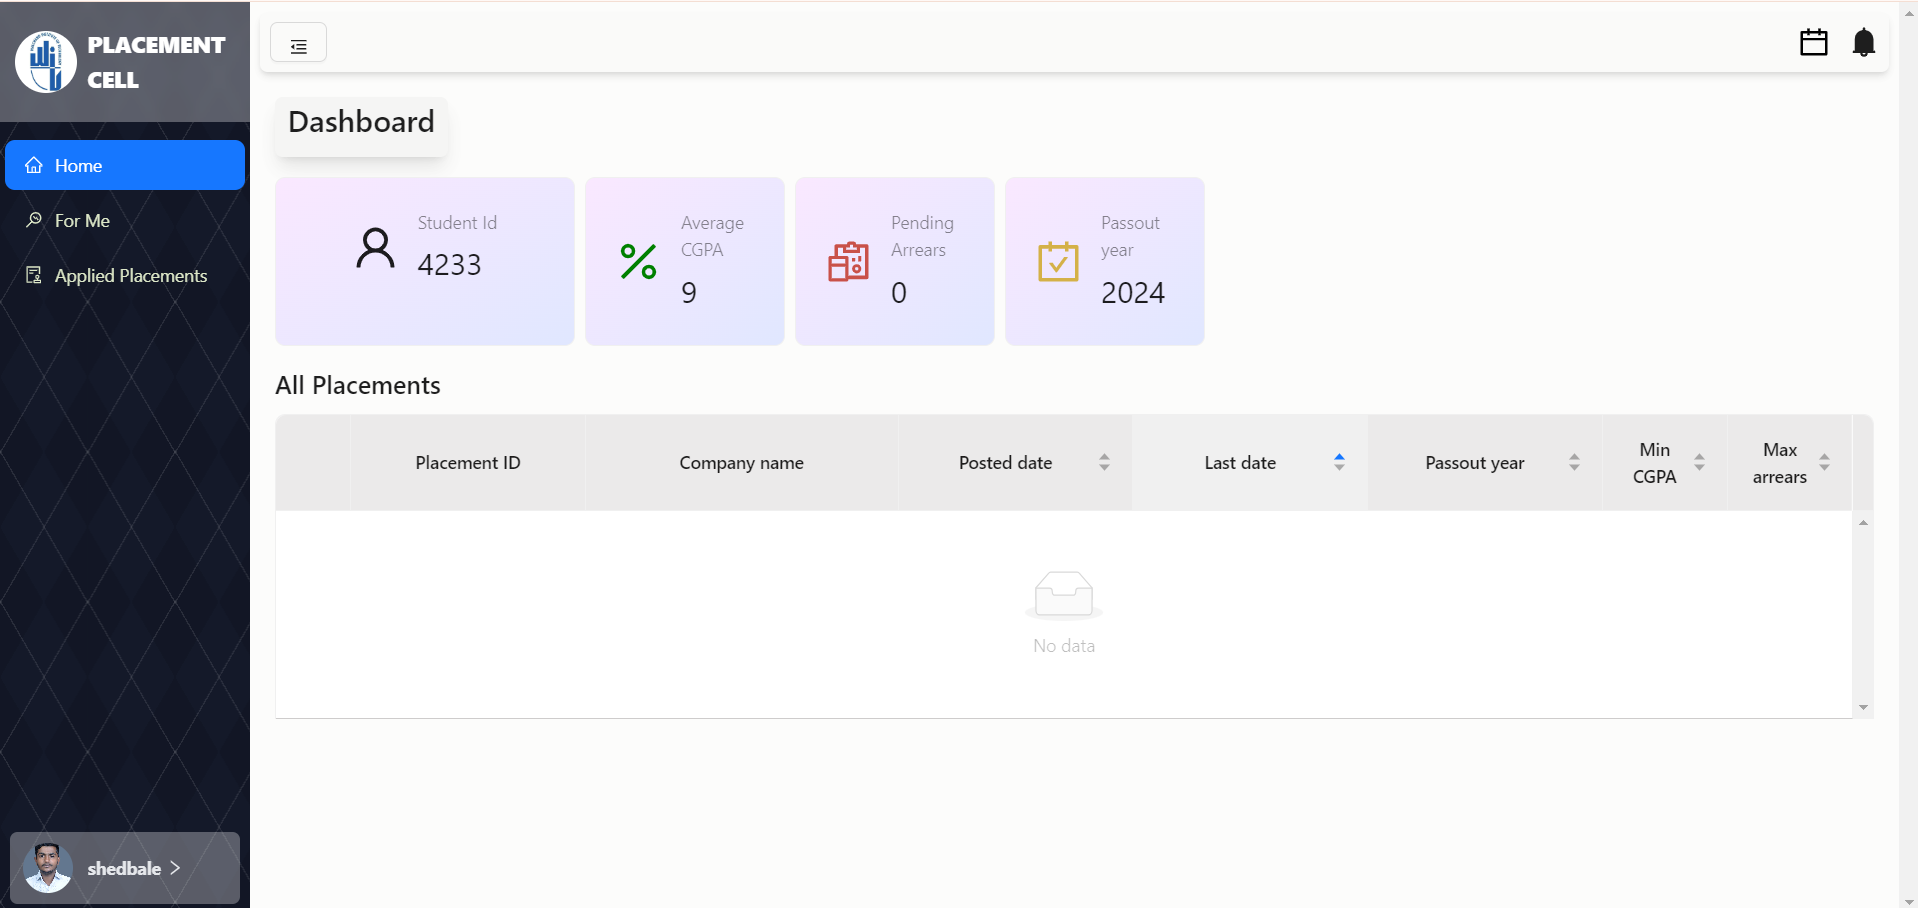 PLACEMENT
CELL
Home
For Me
Applied Placements
shedbale
Dashboard
Student Id
4233
Average
CGPA
9
Pending
Arrears
0
Passout
year
2024
All Placements
Placement ID
Company name
Posted date
Last date
Passout year
Min
CGPA
Max
arrears
No data